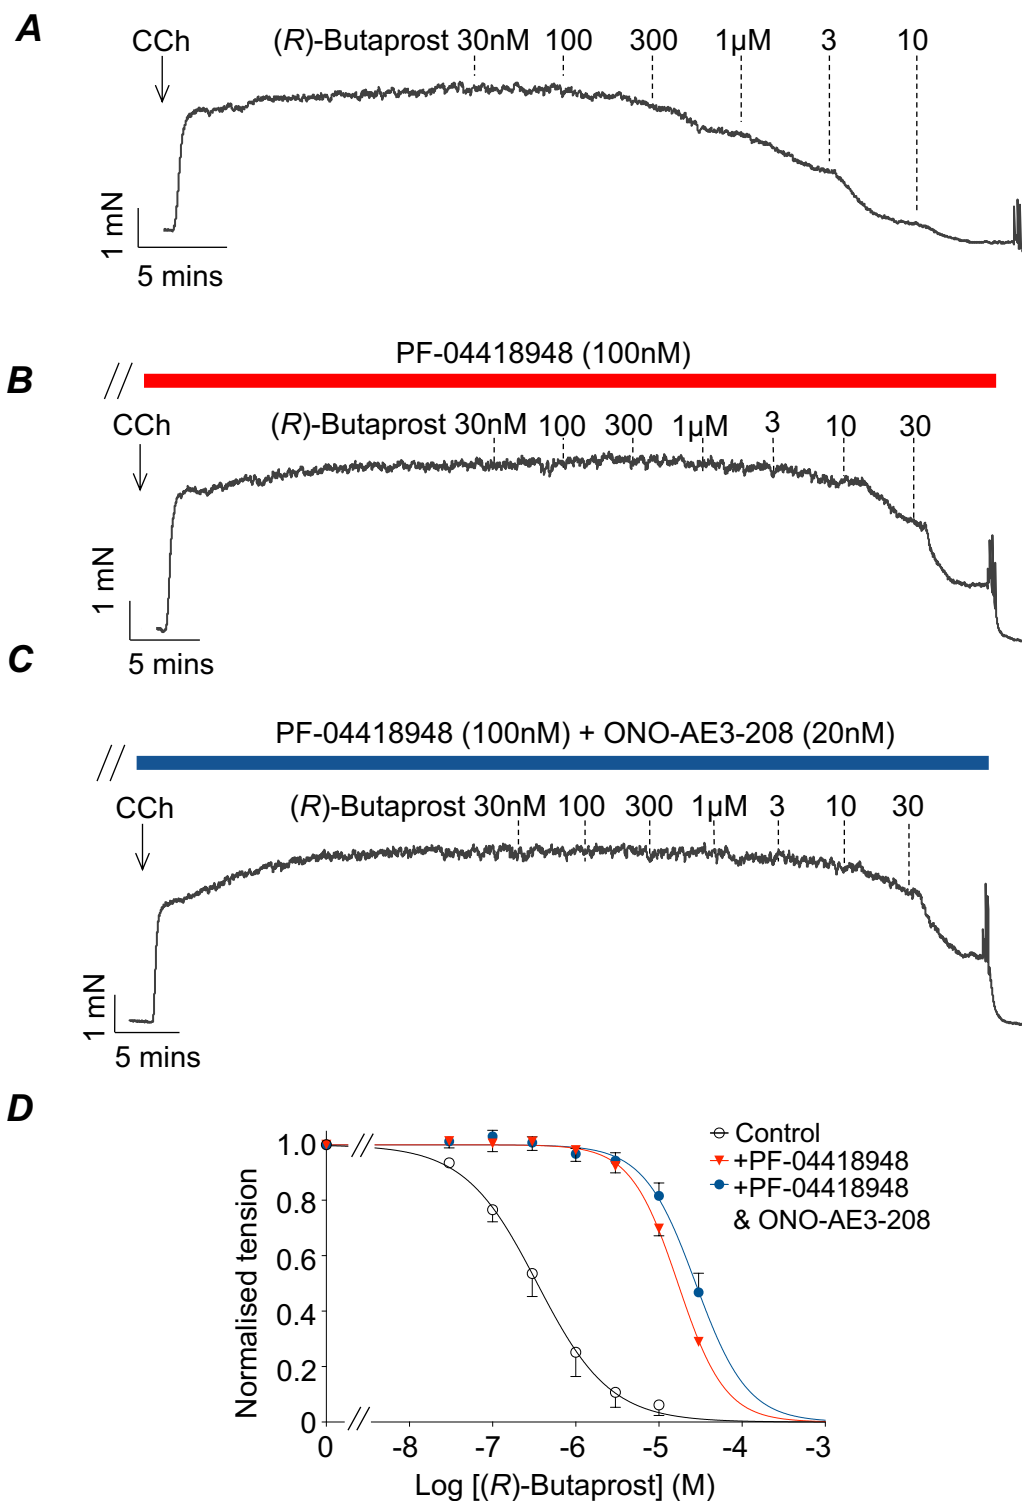 A
CCh (R)-Butaprost 30nM 100 300 1µM 3 10
1 mN
5 mins
PF-04418948 (100nM)
B
CCh (R)-Butaprost 30nM 100 300 1µM 3 10 30
1 mN
5 mins
C
PF-04418948 (100nM) + ONO-AE3-208 (20nM)
CCh (R)-Butaprost 30nM 100 300 1µM 3 10 30
1 mN
5 mins
D
Normalised tension
1.0
0.8
0.6
0.4
0.2
0
0 -8 -7 -6 -5 -4 -3
Log [(R)-Butaprost] (M)
Control
+PF-04418948
+PF-04418948
& ONO-AE3-208